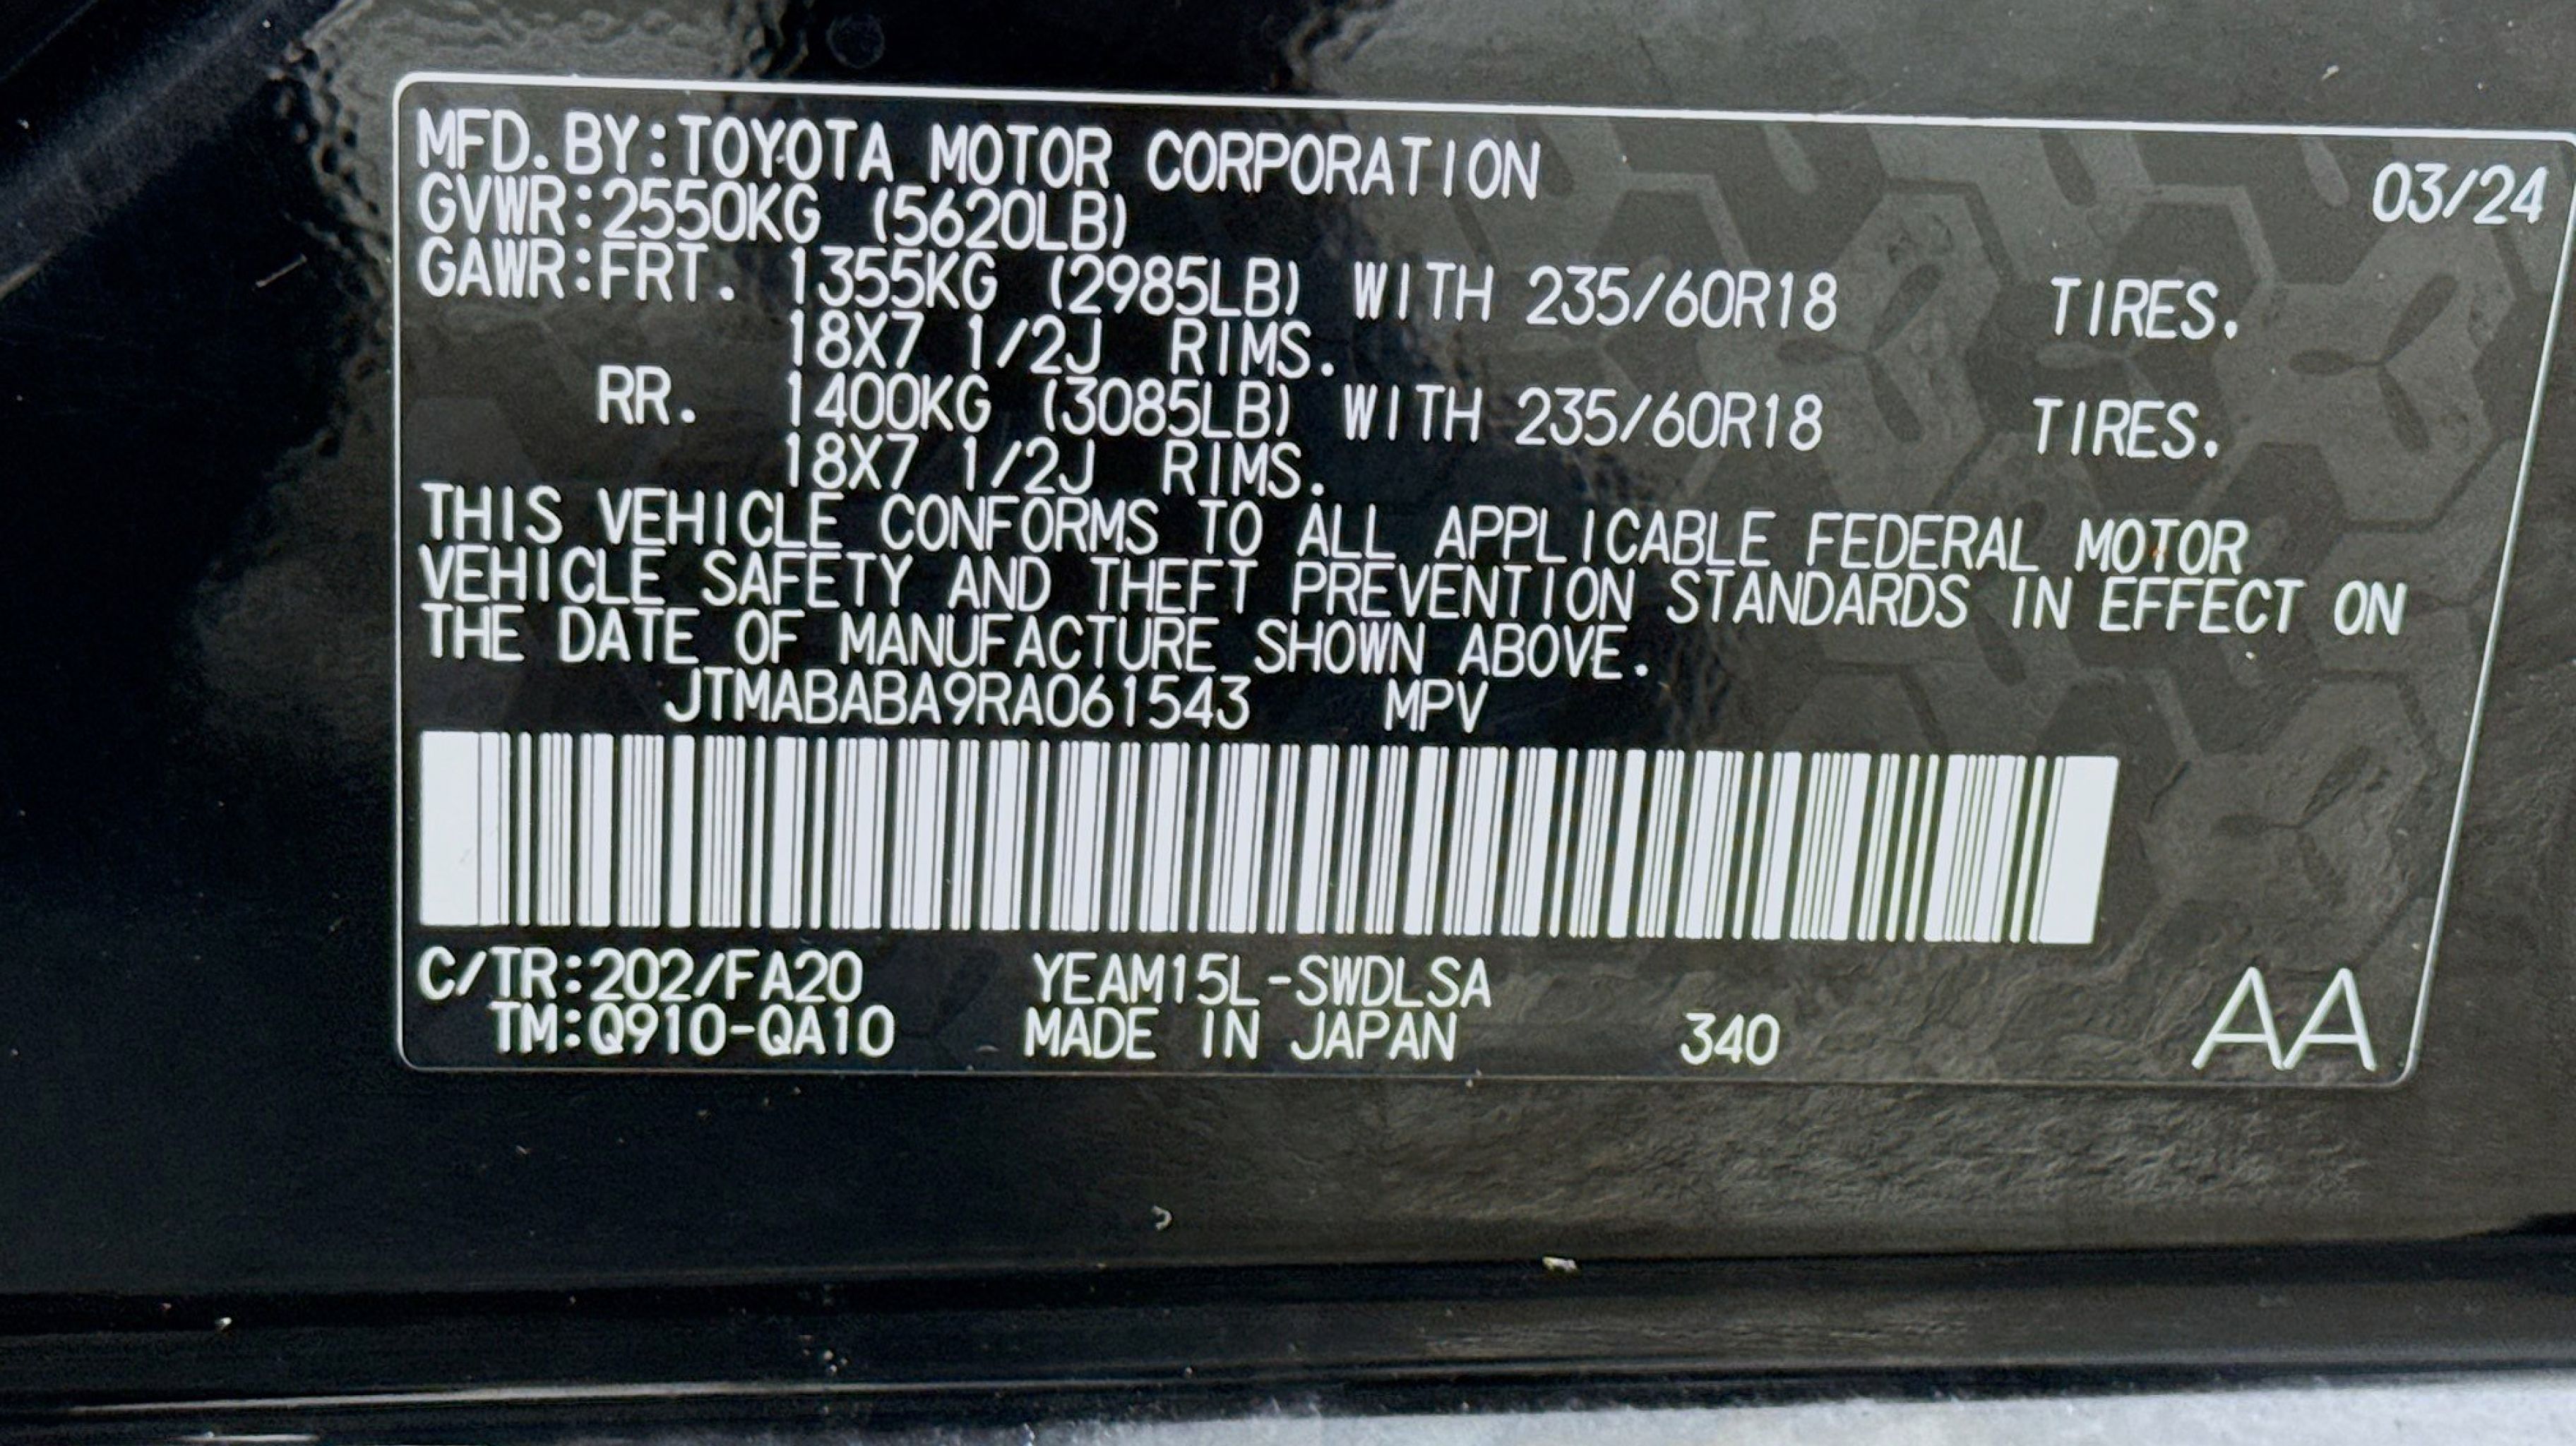 MFD.BY:TOYOTA MOTOR CORPORATION 03/24
GVWR:2550KG (5620LB)
GAWR:FRT. 1355KG (2985LB) WITH 235/60R18 TIRES.
18X7 1/2J RIMS.
RR. 1400KG (3085LB) WITH 235/60R18 TIRES.
18X7 1/2J RIMS.
THIS VEHICLE CONFORMS TO ALL APPLICABLE FEDERAL MOTOR
VEHICLE SAFETY AND THEFT PREVENTION STANDARDS IN EFFECT ON
THE DATE OF MANUFACTURE SHOWN ABOVE.
JTMABABA9RA061543 MPV
C/TR:202/FA20 YEAM15L-SWDLSA
TM:Q910-QA10 MADE IN JAPAN 340 AA